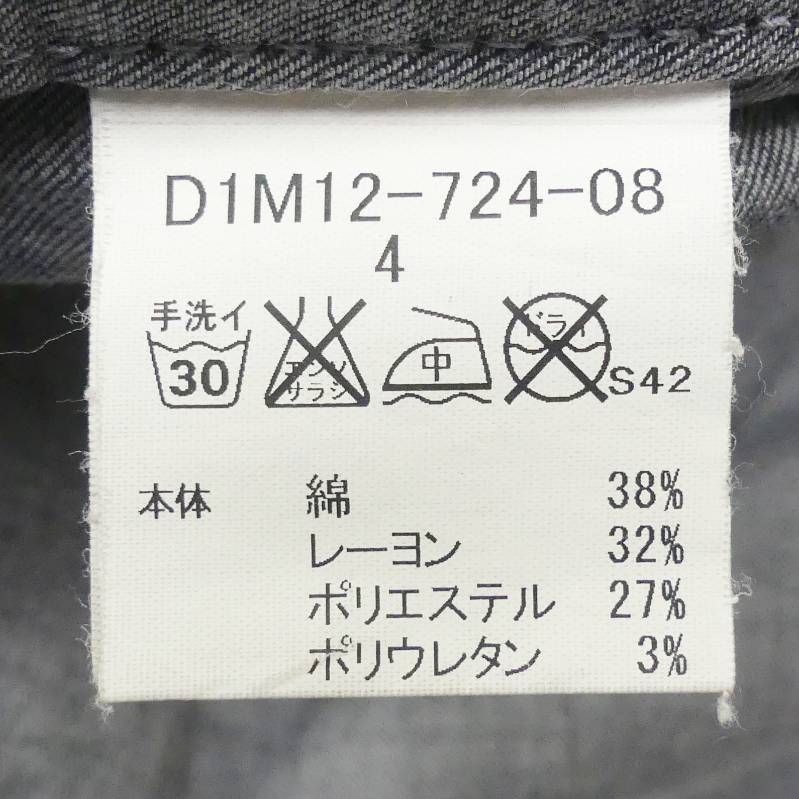 D1M12-724-08
4
手洗イ
30
エンソ
サラシ
中
ドライ
S42
本体 綿 38%
レーヨン 32%
ポリエステル 27%
ポリウレタン 3%